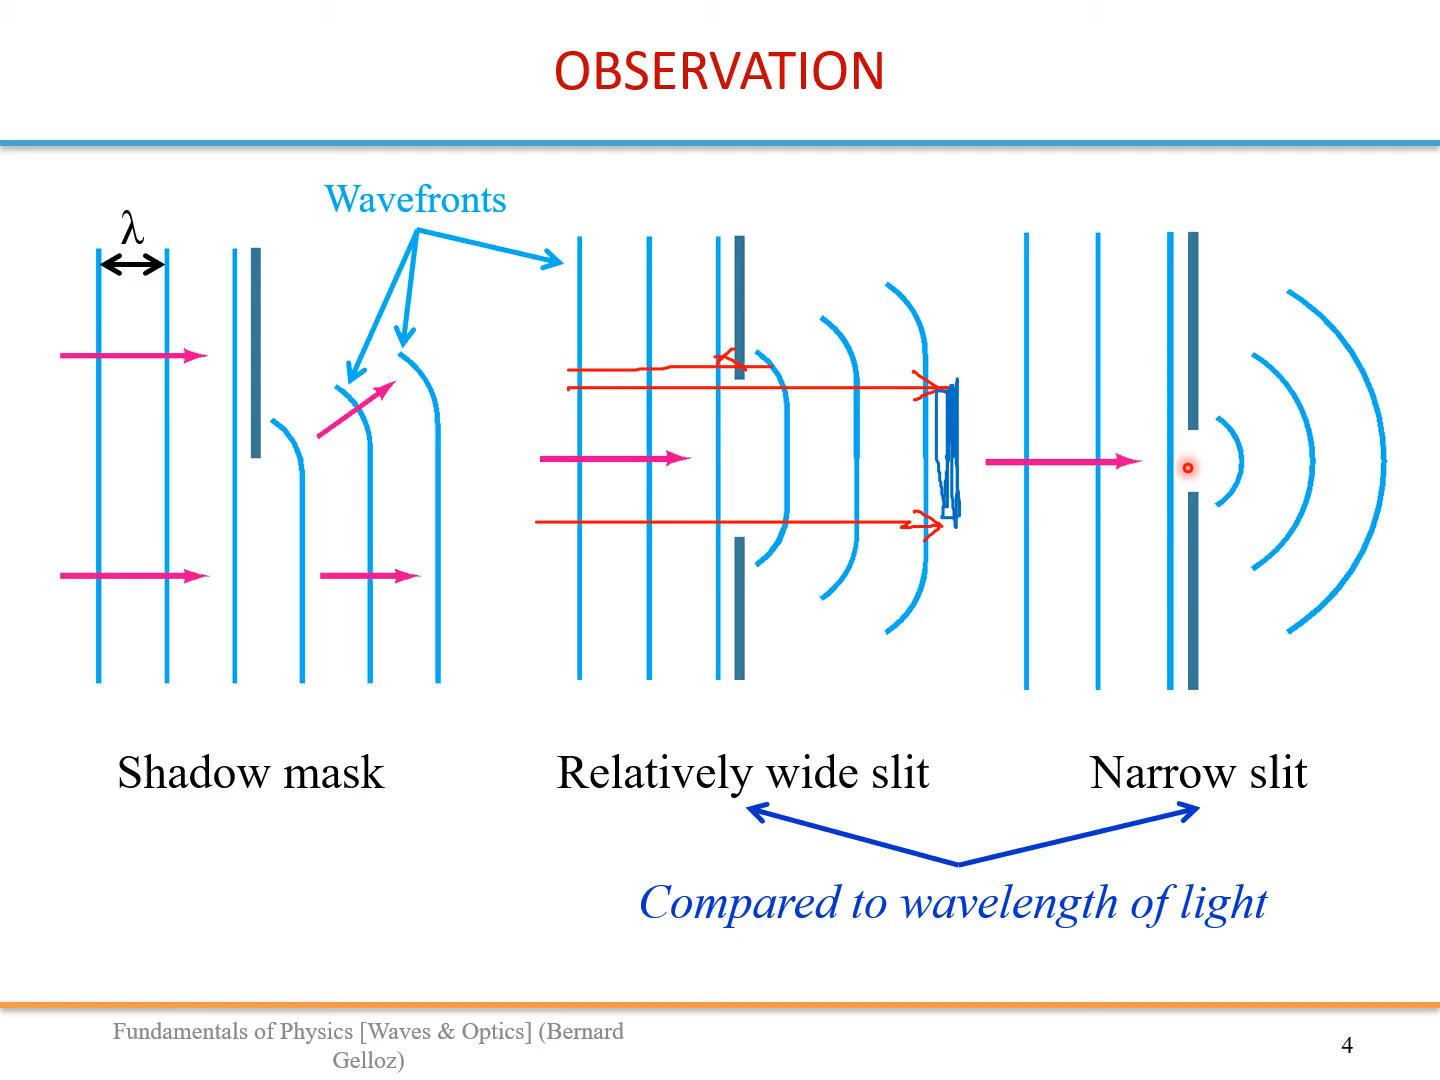 OBSERVATION
Wavefronts
λ
Shadow mask
Relatively wide slit
Narrow slit
Compared to wavelength of light
Fundamentals of Physics [Waves & Optics] (Bernard
Gelloz)
4